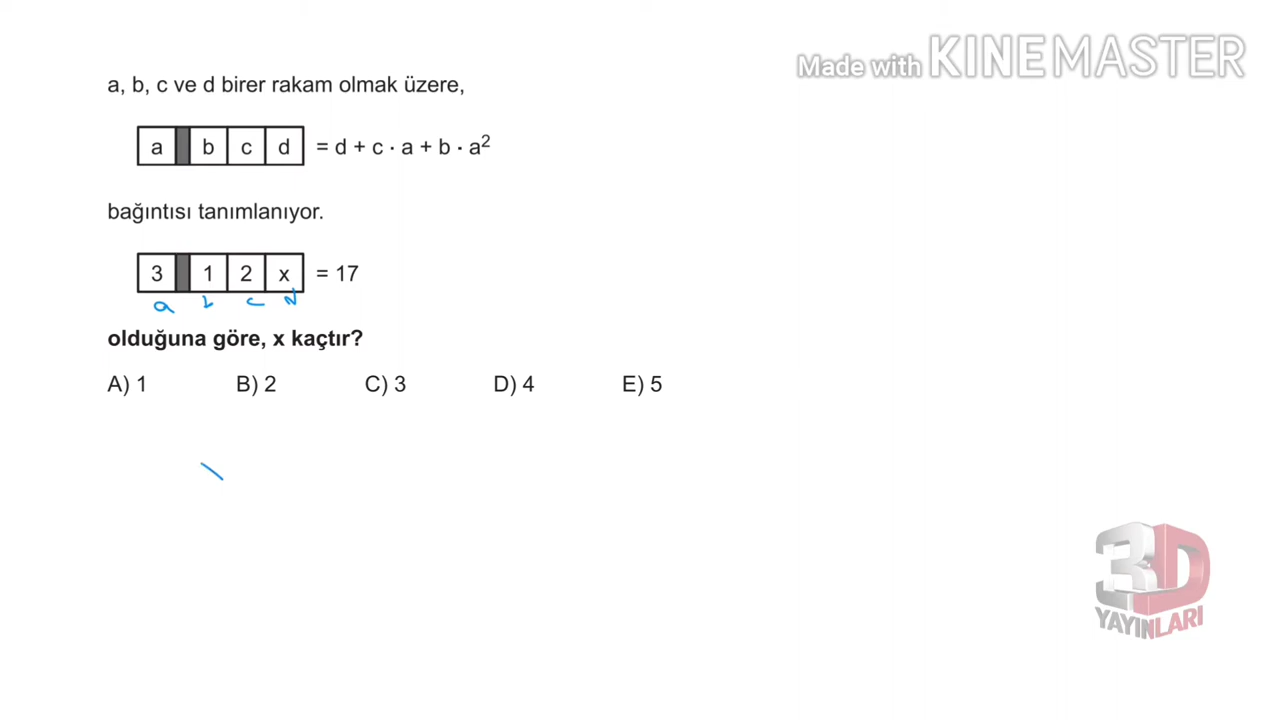 Made with KINEMASTER
a, b, c ve d birer rakam olmak üzere,
a b c d = d + c · a + b · a²
bağıntısı tanımlanıyor.
3 1 2 x = 17
a b c d
olduğuna göre, x kaçtır?
A) 1 B) 2 C) 3 D) 4 E) 5
3D
YAYINLARI